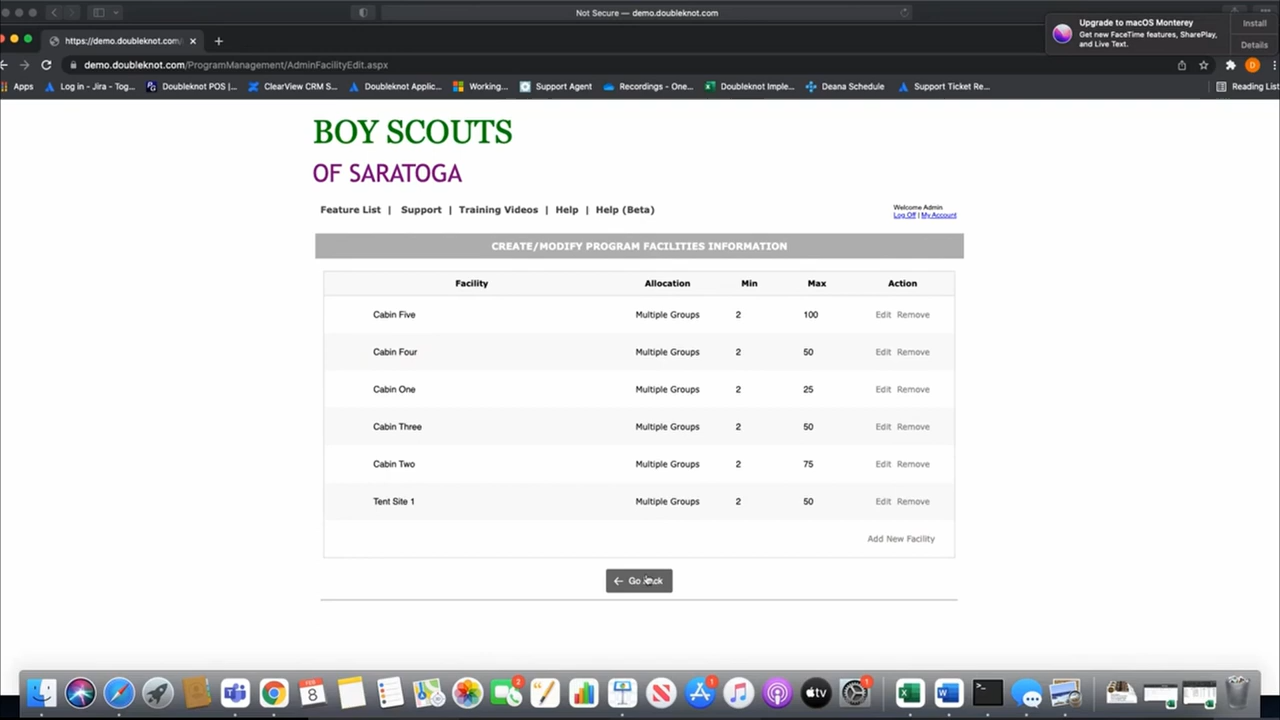 Not Secure — demo.doubleknot.com
Upgrade to macOS Monterey
Get new FaceTime features, SharePlay, and Live Text.
Install
Details
https://demo.doubleknot.com/
demo.doubleknot.com/ProgramManagement/AdminFacilityEdit.aspx
Apps Log in - Jira - Tog... Doubleknot POS |... ClearView CRM S... Doubleknot Applic... Working... Support Agent Recordings - One... Doubleknot Imple... Deana Schedule Support Ticket Re... Reading List
BOY SCOUTS
OF SARATOGA
Feature List | Support | Training Videos | Help | Help (Beta)
Welcome Admin
Log Off | My Account
CREATE/MODIFY PROGRAM FACILITIES INFORMATION
Facility Allocation Min Max Action
Cabin Five Multiple Groups 2 100 Edit Remove
Cabin Four Multiple Groups 2 50 Edit Remove
Cabin One Multiple Groups 2 25 Edit Remove
Cabin Three Multiple Groups 2 50 Edit Remove
Cabin Two Multiple Groups 2 75 Edit Remove
Tent Site 1 Multiple Groups 2 50 Edit Remove
Add New Facility
Go Back
FEB
8
2
1
tv
1